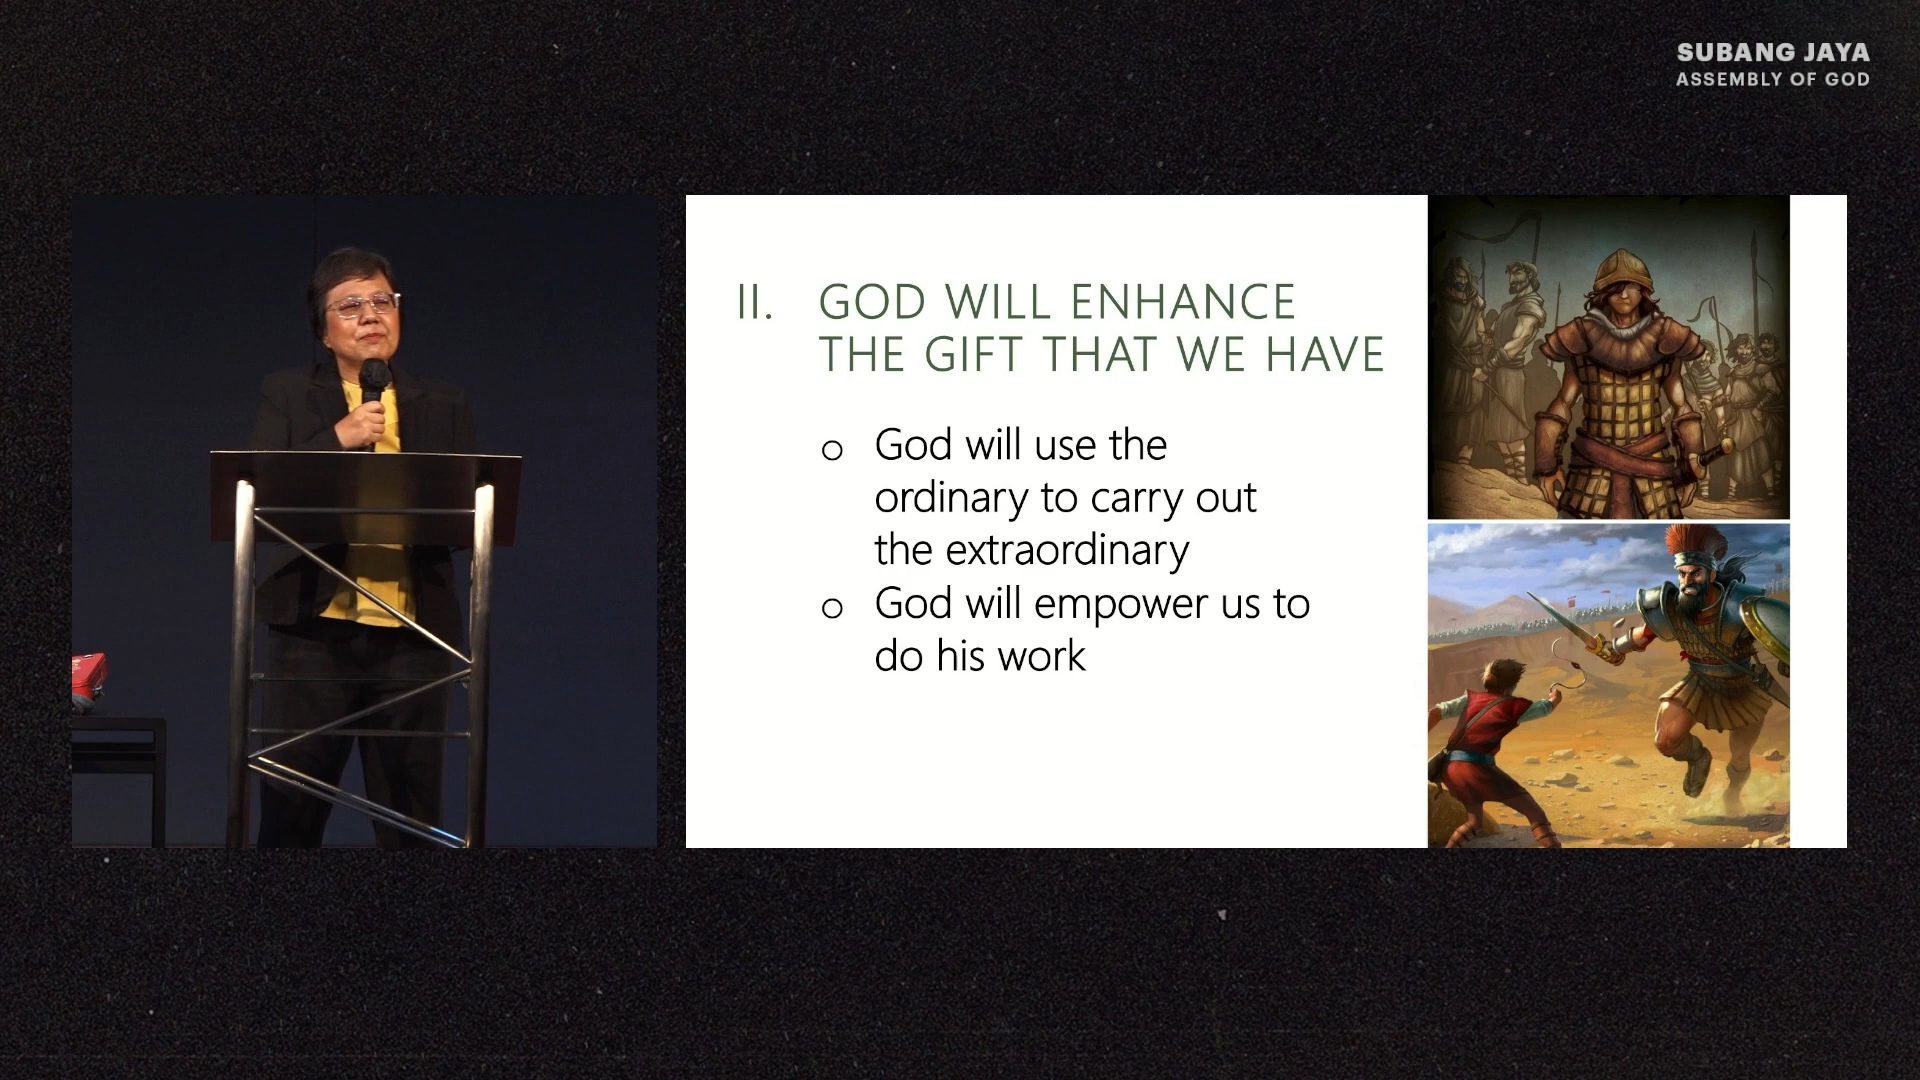 SUBANG JAYA
ASSEMBLY OF GOD
II. GOD WILL ENHANCE
THE GIFT THAT WE HAVE
o God will use the
ordinary to carry out
the extraordinary
o God will empower us to
do his work